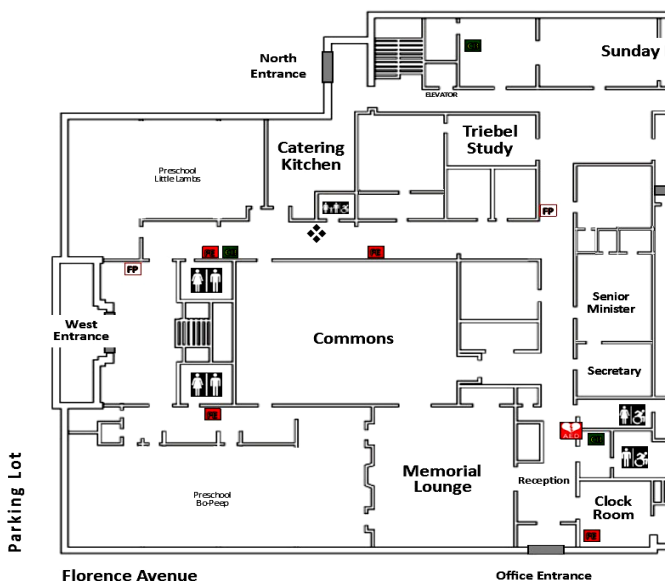 Sunday
North
Entrance
ELEVATOR
Triebel
Study
Catering
Kitchen
Preschool
Little Lambs
FP
FP
West
Entrance
Commons
Senior
Minister
Secretary
AED
Memorial
Lounge
Reception
Preschool
Bo-Peep
Clock
Room
Parking Lot
Florence Avenue
Office Entrance